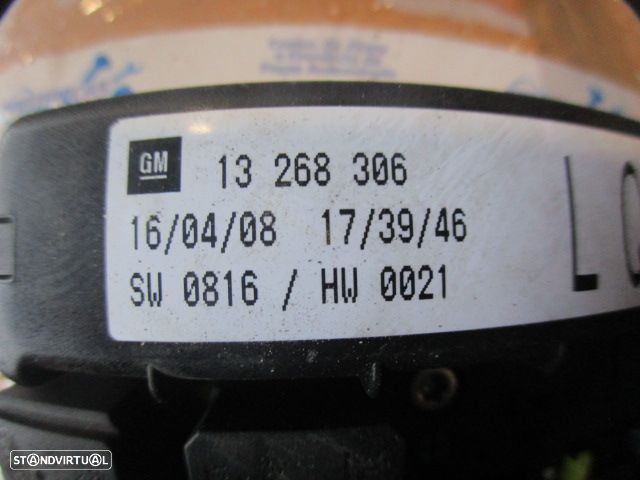 GM 13 268 306
16/04/08 17/39/46
SW 0816 / HW 0021
STANDVIRTUAL